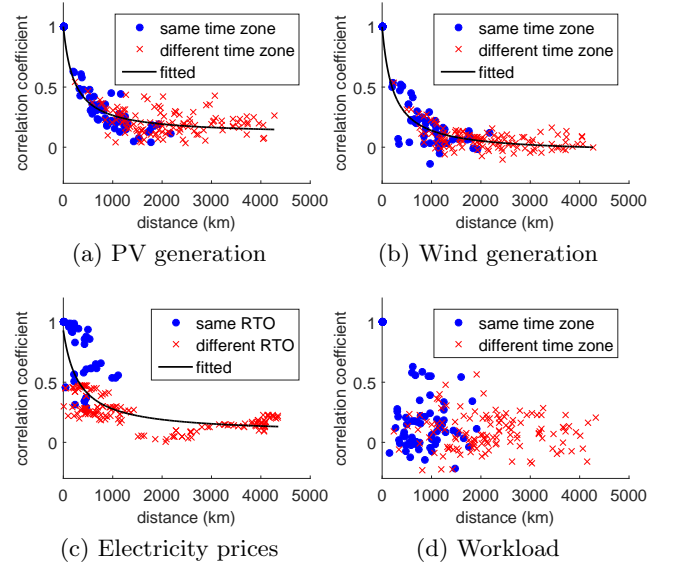 correlation coefficient
1
0.5
0
same time zone
different time zone
fitted
0 1000 2000 3000 4000 5000
distance (km)
(a) PV generation
correlation coefficient
1
0.5
0
same time zone
different time zone
fitted
0 1000 2000 3000 4000 5000
distance (km)
(b) Wind generation
correlation coefficient
1
0.5
0
same RTO
different RTO
fitted
0 1000 2000 3000 4000 5000
distance (km)
(c) Electricity prices
correlation coefficient
1
0.5
0
same time zone
different time zone
0 1000 2000 3000 4000 5000
distance (km)
(d) Workload